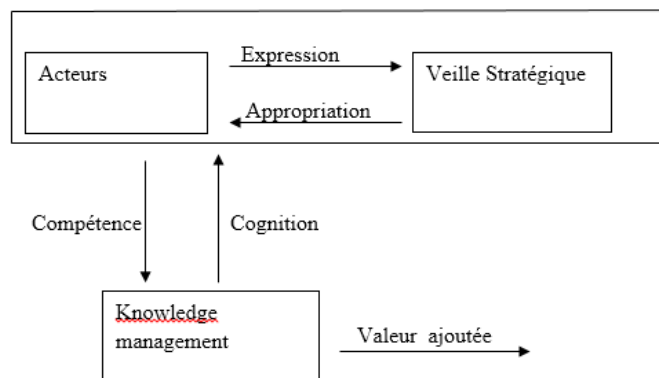 Expression
Acteurs
Veille Stratégique
Appropriation
Compétence
Cognition
Knowledge
management
Valeur ajoutée